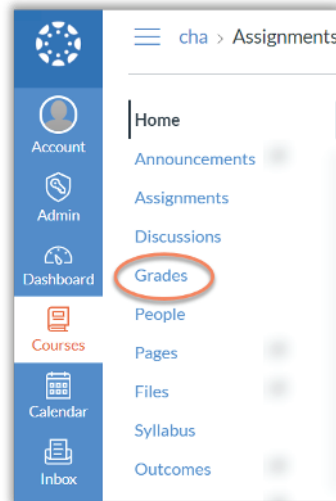 cha > Assignments
Account
Admin
Dashboard
Courses
Calendar
Inbox
Home
Announcements
Assignments
Discussions
Grades
People
Pages
Files
Syllabus
Outcomes